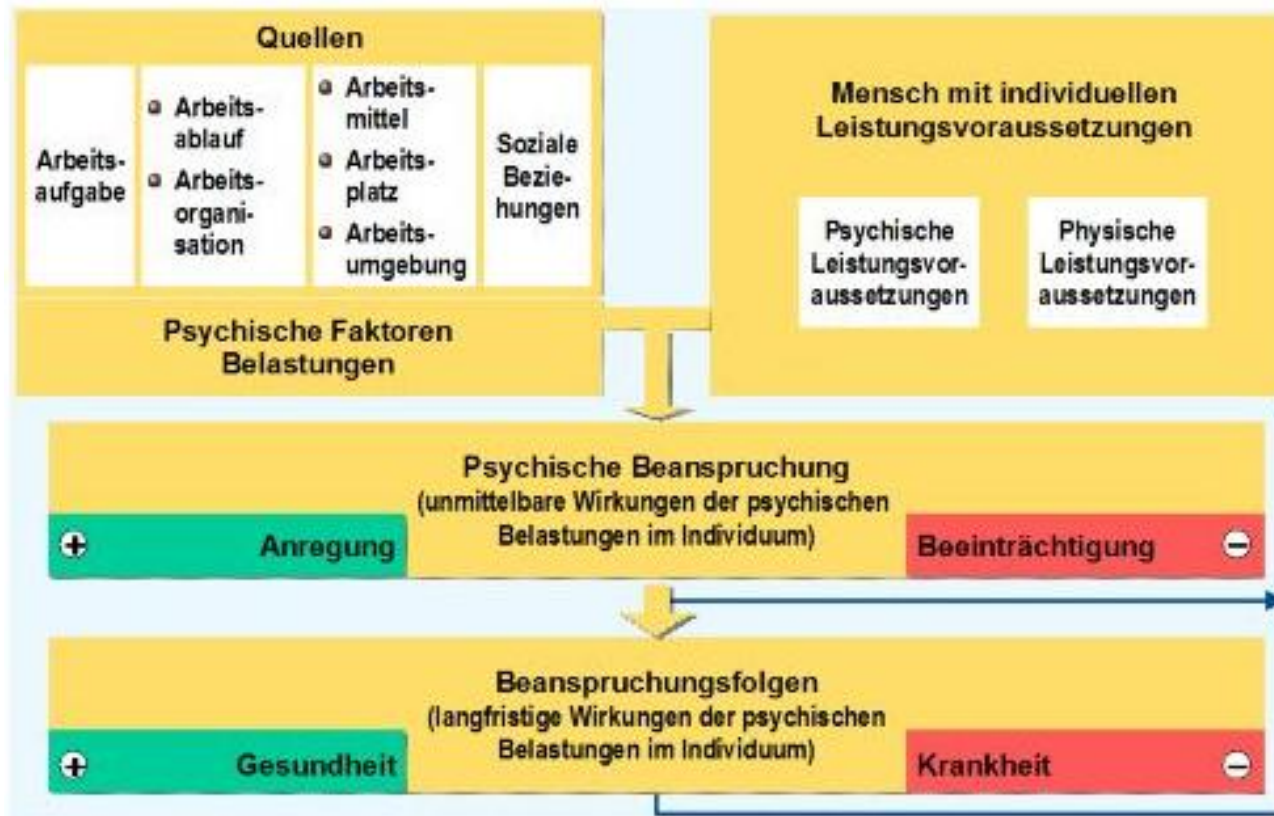 Quellen
Arbeits-
aufgabe
Arbeits-
ablauf
Arbeits-
organi-
sation
Arbeits-
mittel
Arbeits-
platz
Arbeits-
umgebung
Soziale
Bezie-
hungen
Psychische Faktoren
Belastungen
Mensch mit individuellen
Leistungsvoraussetzungen
Psychische
Leistungsvor-
aussetzungen
Physische
Leistungsvor-
aussetzungen
Psychische Beanspruchung
(unmittelbare Wirkungen der psychischen
Belastungen im Individuum)
+ Anregung
Beeinträchtigung −
Beanspruchungsfolgen
(langfristige Wirkungen der psychischen
Belastungen im Individuum)
+ Gesundheit
Krankheit −